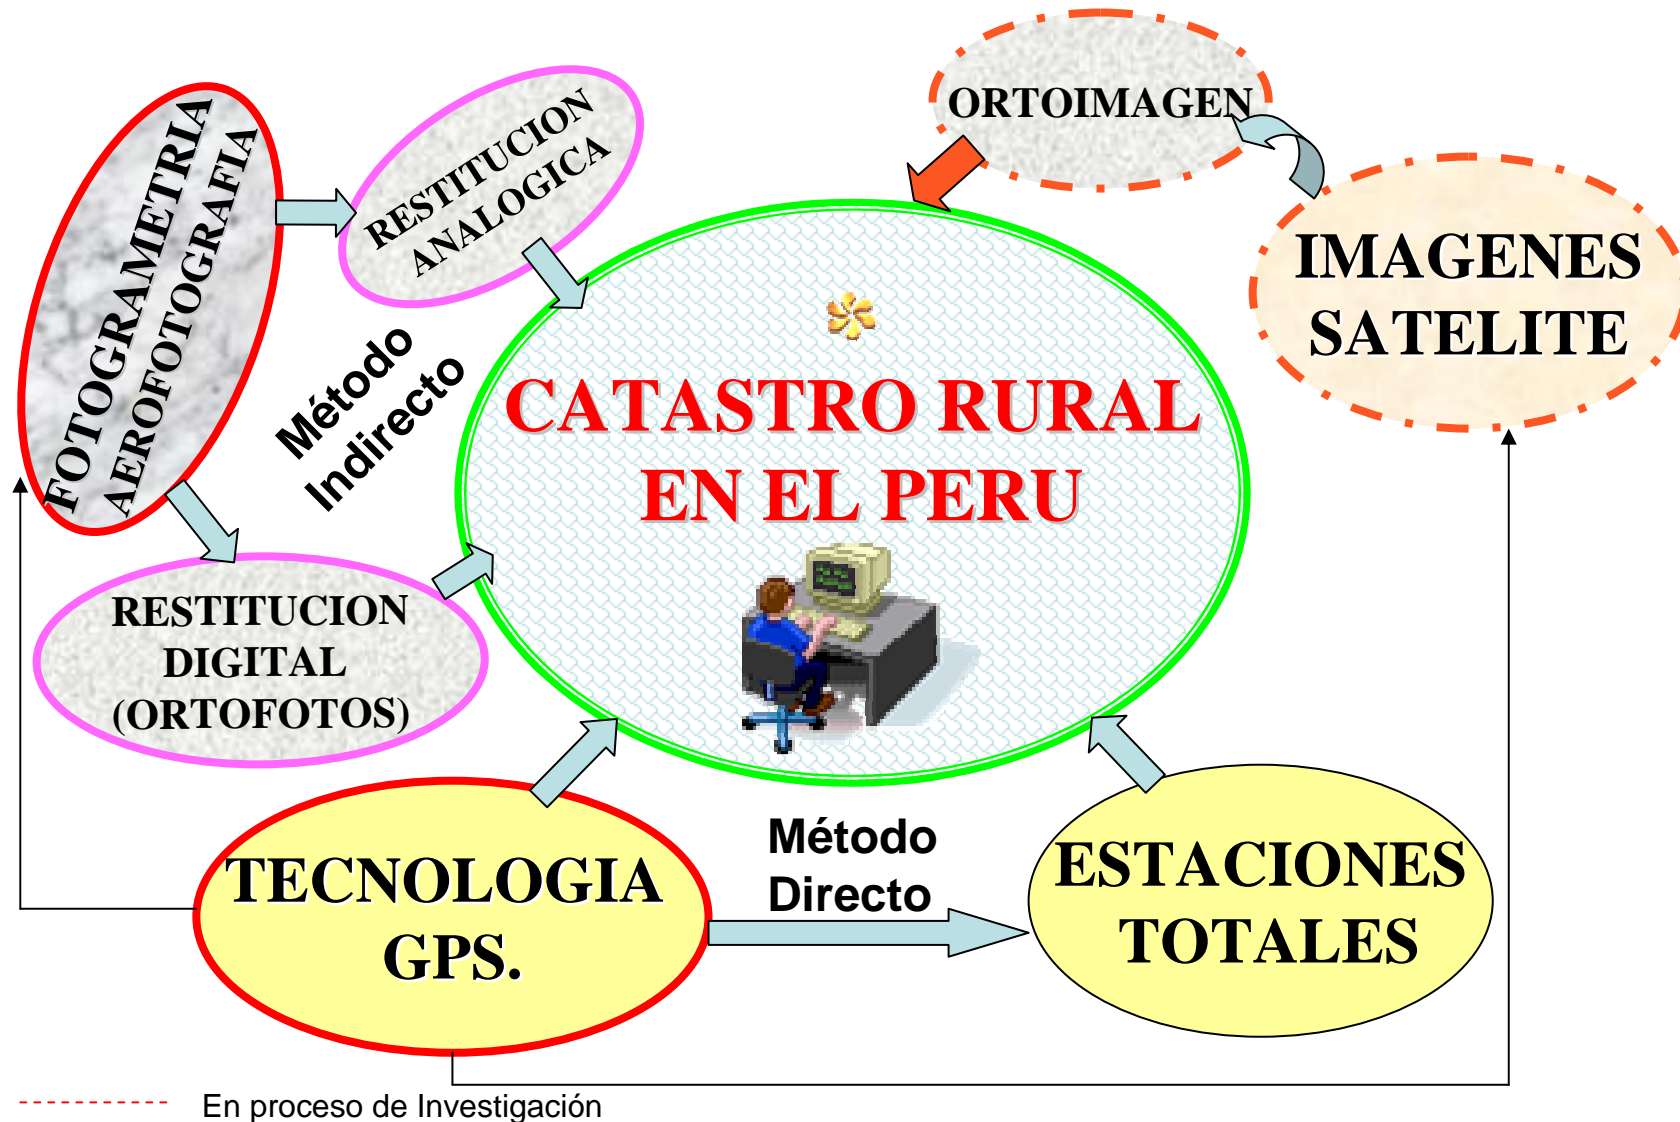 FOTOGRAMETRIA
AEROFOTOGRAFIA
RESTITUCION
ANALOGICA
ORTOIMAGEN
IMAGENES
SATELITE
Método
Indirecto
CATASTRO RURAL
EN EL PERU
RESTITUCION
DIGITAL
(ORTOFOTOS)
TECNOLOGIA
GPS.
Método
Directo
ESTACIONES
TOTALES
En proceso de Investigación